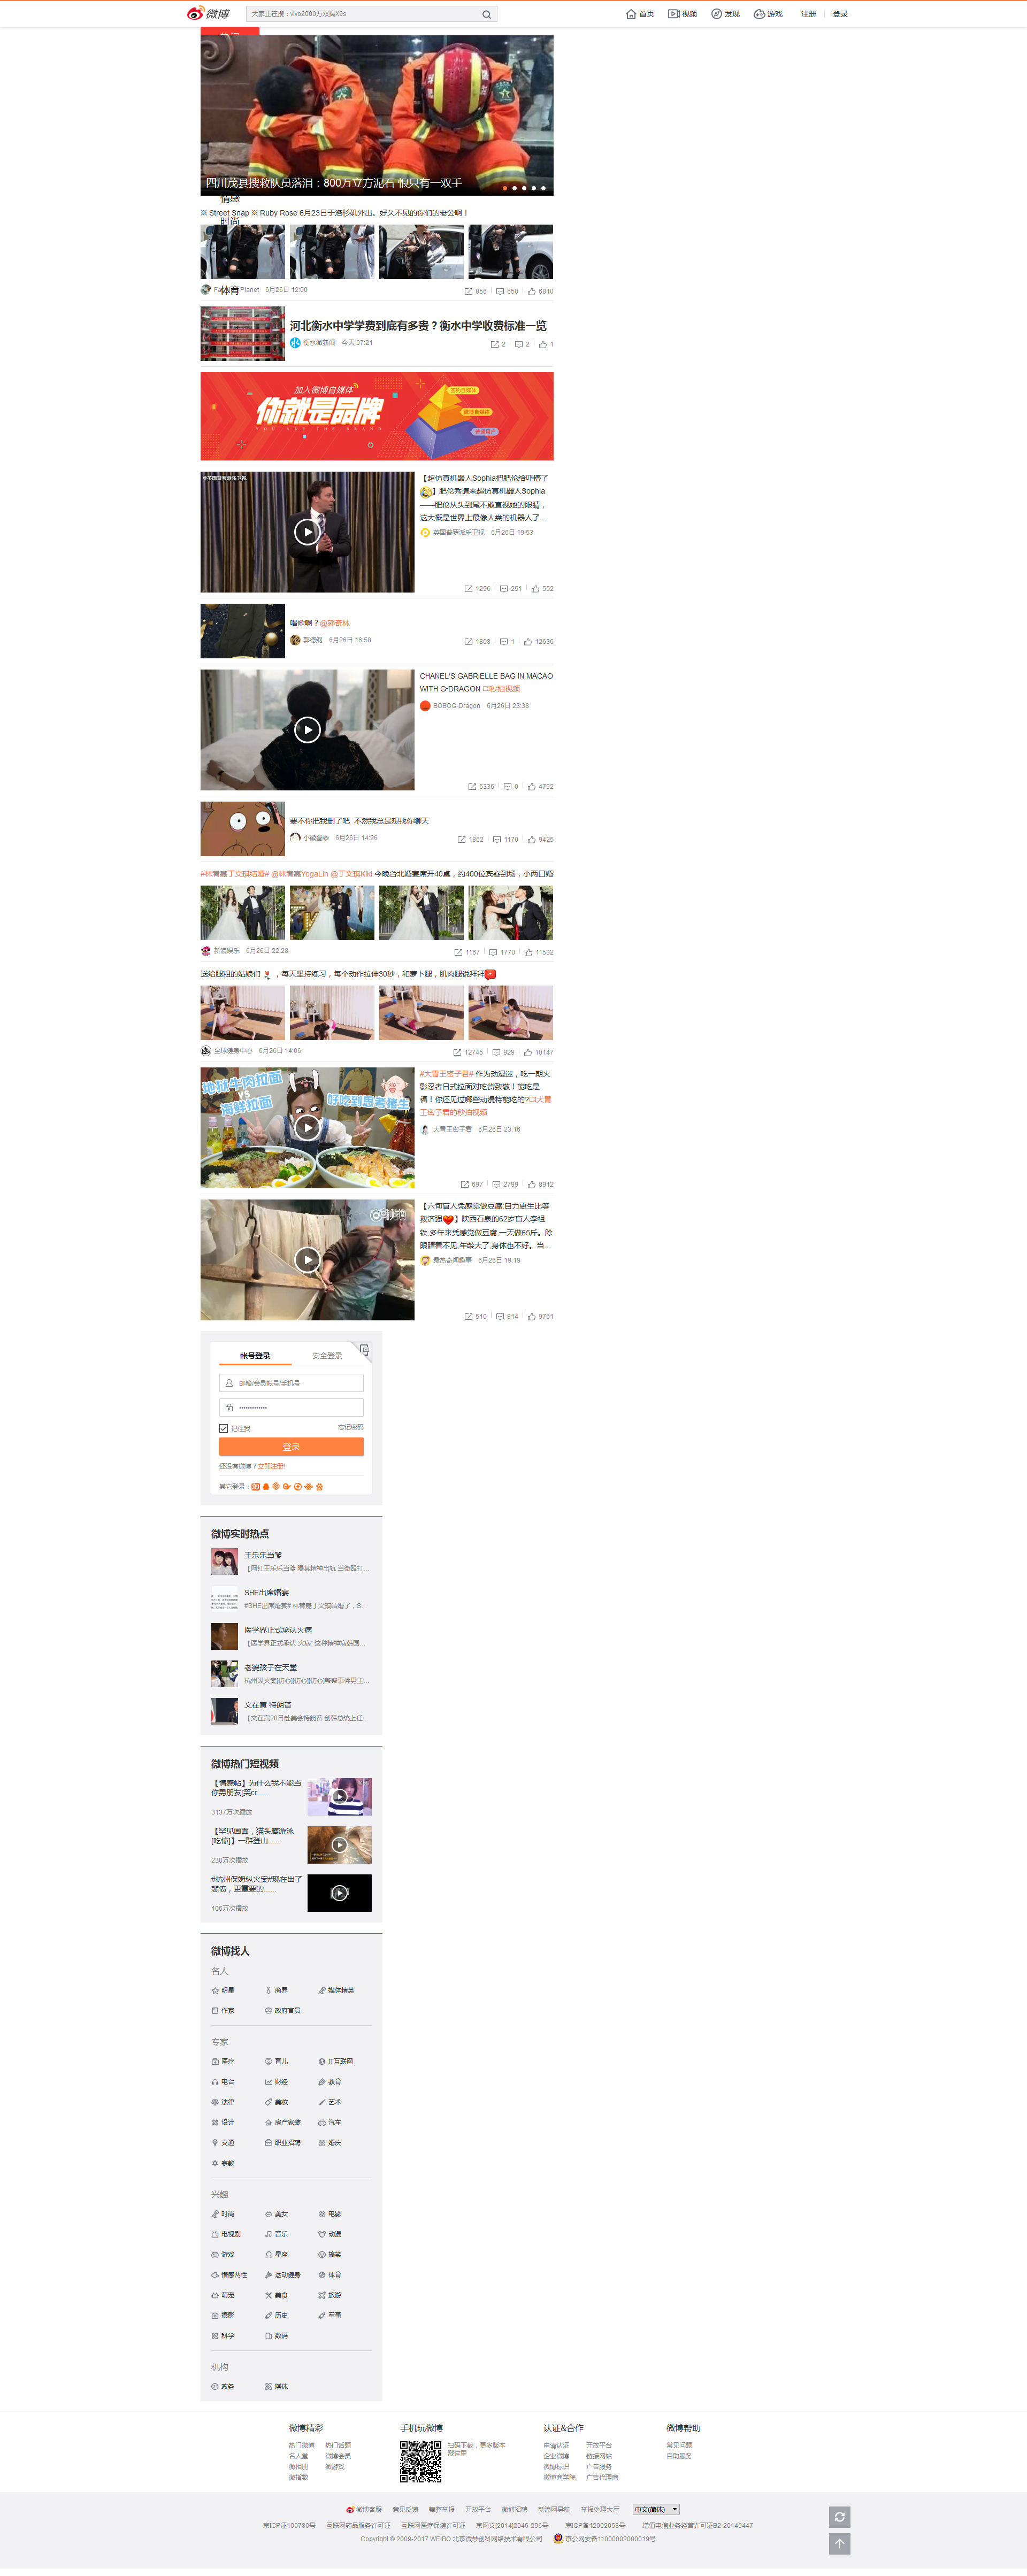 微博
大家正在搜：vivo2000万双摄X9s
首页
视频
发现
游戏
注册
登录
四川茂县搜救队员落泪：800万立方泥石 恨只有一双手
情感
时尚
体育
※ Street Snap ※ Ruby Rose 6月23日于洛杉矶外出。好久不见的你们的老公啊！
6月26日 12:00
856
650
6810
河北衡水中学学费到底有多贵？衡水中学收费标准一览
衡水微新闻 今天 07:21
2
2
1
加入微博自媒体
你就是品牌
YOU ARE THE BRAND
【超仿真机器人Sophia把肥伦给吓懵了
】肥伦秀请来超仿真机器人Sophia
——肥伦从头到尾不敢直视她的眼睛，
这大概是世界上最像人类的机器人了...
英国普罗派乐卫视 6月26日 19:53
1296
251
552
唱歌啊？@郭奇林
郭德纲 6月26日 16:58
1808
1
12636
CHANEL'S GABRIELLE BAG IN MACAO
WITH G-DRAGON 秒拍视频
BOBOG-Dragon 6月26日 23:38
6336
0
4792
要不你把我删了吧 不然我总是想找你聊天
6月26日 14:26
1862
1170
9425
#林宥嘉丁文琪结婚# @林宥嘉YogaLin @丁文琪Kiki 今晚台北婚宴席开40桌，约400位宾客到场，小两口婚
新浪娱乐 6月26日 22:28
1167
1770
11532
送给腿粗的姑娘们，每天坚持练习，每个动作拉伸30秒，和萝卜腿，肌肉腿说拜拜
全球健身中心 6月26日 14:06
12745
929
10147
地狱牛肉拉面
VS
海鲜拉面
好吃到思考猪生
#大胃王密子君# 作为动漫迷，吃一期火
影忍者日式拉面对吃货致敬！能吃是
福！你还见过哪些动漫特能吃的?大胃
王密子君的秒拍视频
大胃王密子君 6月26日 23:16
697
2799
8912
【六旬盲人凭感觉做豆腐 自力更生比等
救济强】陕西石泉的62岁盲人李祖
轶,多年来凭感觉做豆腐,一天做65斤。除
眼睛看不见,年龄大了,身体也不好。当...
最热奇闻趣事 6月26日 19:19
510
814
9761
帐号登录
安全登录
邮箱/会员帐号/手机号
记住我
忘记密码
登录
还没有微博？立即注册!
其它登录：
微博实时热点
王乐乐当爹
【网红王乐乐当爹 曝其精神出轨 当街殴打...
SHE出席婚宴
#SHE出席婚宴# 林宥嘉丁文琪结婚了，S...
医学界正式承认火病
【医学界正式承认“火病” 这种精神病韩国...
老婆孩子在天堂
杭州纵火案[伤心][伤心][伤心]帮帮事件男主...
文在寅 特朗普
【文在寅28日赴美会特朗普 创韩总统上任...
微博热门短视频
【情感帖】为什么我不能当
你男朋友[笑cr......
3137万次播放
【罕见画面，猫头鹰游泳
[吃惊]】一群登山......
230万次播放
#杭州保姆纵火案#现在出了
悲愤，更重要的......
106万次播放
微博找人
名人
明星
商界
媒体精英
作家
政府官员
专家
医疗
育儿
IT互联网
电台
财经
教育
法律
美妆
艺术
设计
房产家装
汽车
交通
职业招聘
婚庆
宗教
兴趣
时尚
美女
电影
电视剧
音乐
动漫
游戏
星座
搞笑
情感两性
运动健身
体育
萌宠
美食
旅游
摄影
历史
军事
科学
数码
机构
政务
媒体
微博精彩
手机玩微博
认证&合作
微博帮助
热门微博
热门话题
扫码下载，更多版本
戳这里
申请认证
开放平台
常见问题
名人堂
微博会员
企业微博
链接网站
自助服务
微相册
微游戏
微博标识
广告服务
微指数
微博商学院
广告代理商
微博客服
意见反馈
舞弊举报
开放平台
微博招聘
新浪网导航
举报处理大厅
中文(简体)
京ICP证100780号
互联网药品服务许可证
互联网医疗保健许可证
京网文[2014]2046-296号
京ICP备12002058号
增值电信业务经营许可证B2-20140447
Copyright © 2009-2017 WEIBO 北京微梦创科网络技术有限公司
京公网安备11000002000019号